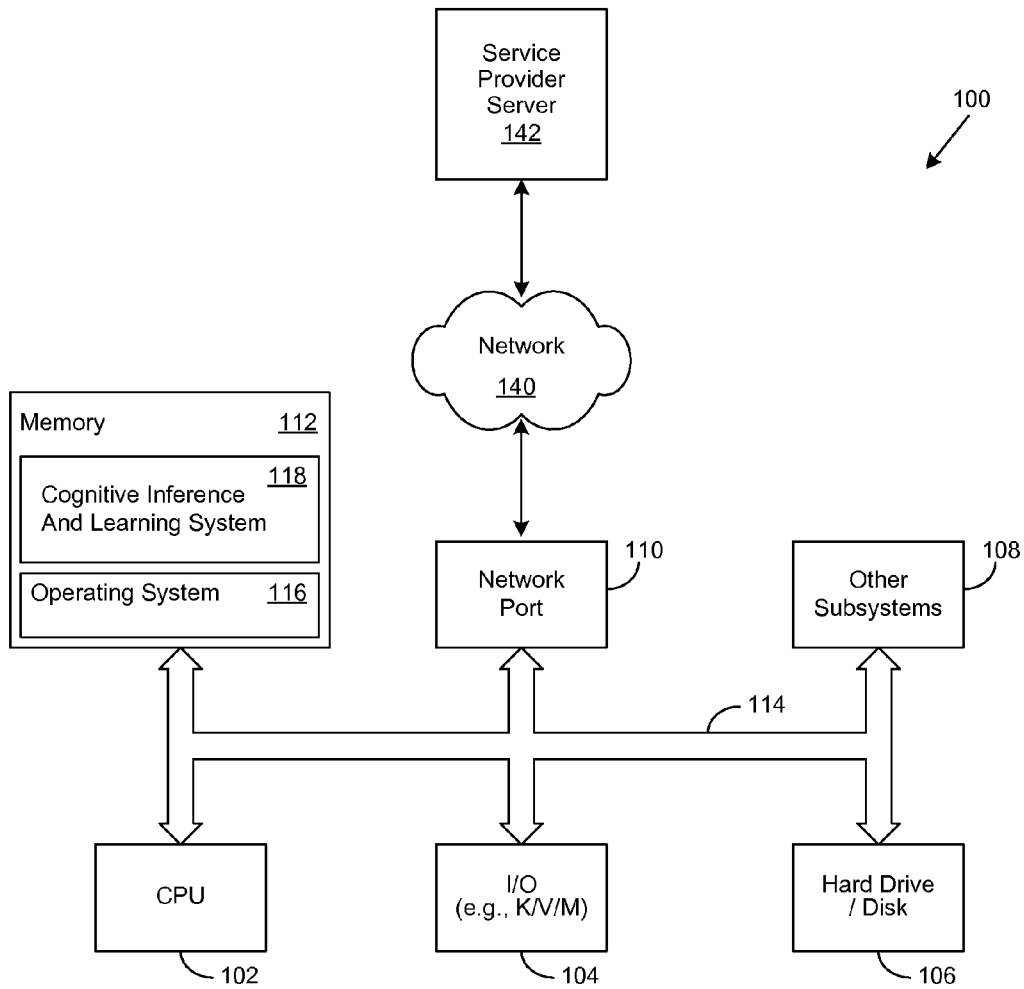 Service
Provider
Server
142
100
Network
140
Memory 112
118
Cognitive Inference
And Learning System
Operating System 116
Network
Port
110
Other
Subsystems
108
114
CPU
102
I/O
(e.g., K/V/M)
104
Hard Drive
/ Disk
106